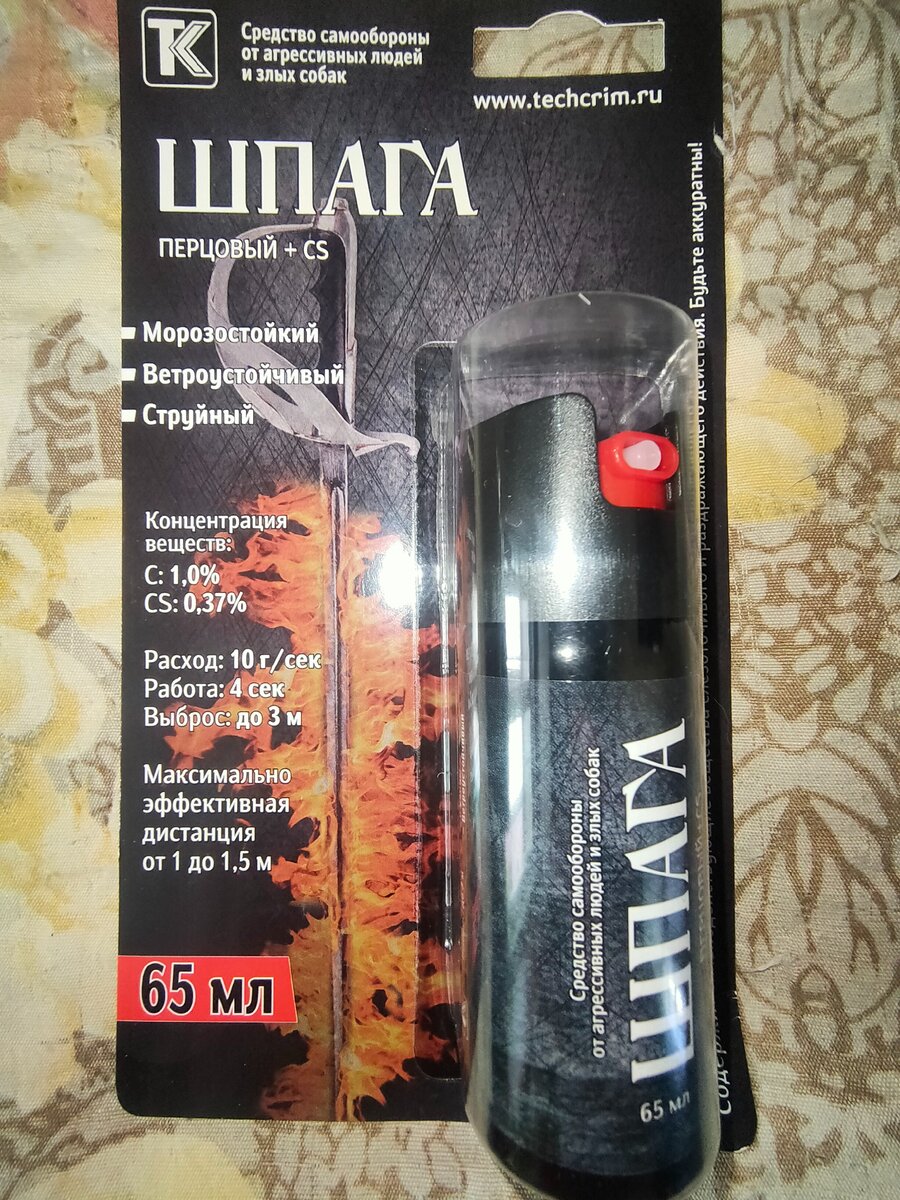 ТК
Средство самообороны
от агрессивных людей
и злых собак
www.techcrim.ru
ШПАГА
ПЕРЦОВЫЙ + CS
Морозостойкий
Ветроустойчивый
Струйный
Концентрация
веществ:
C: 1,0%
CS: 0,37%
Расход: 10 г/сек
Работа: 4 сек
Выброс: до 3 м
Максимально
эффективная
дистанция
от 1 до 1,5 м
65 мл
Средство самообороны
от агрессивных людей и злых собак
ШПАГА
65 мл
и раздражающего действия. Будьте аккуратны!